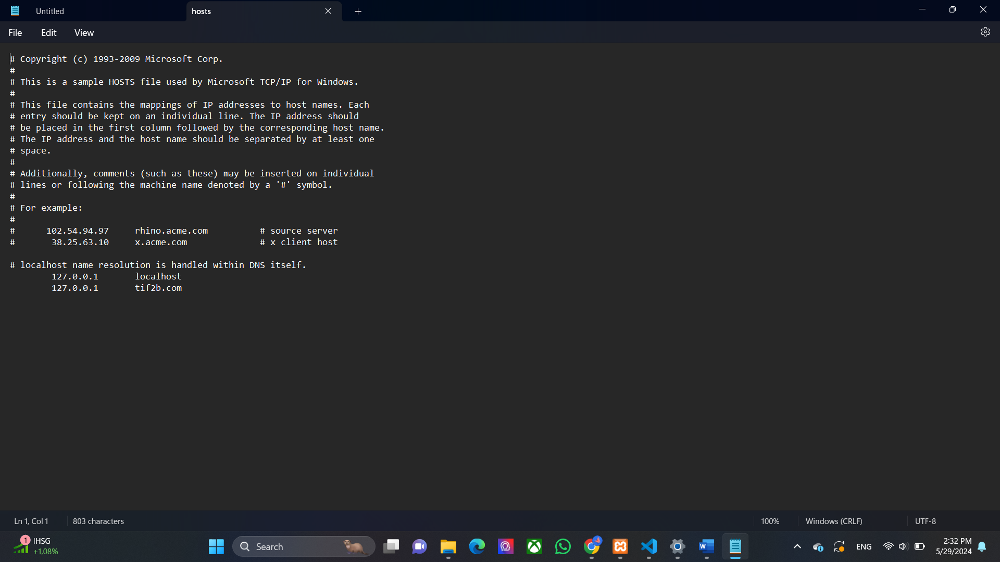 Untitled
hosts
File Edit View
# Copyright (c) 1993-2009 Microsoft Corp.
#
# This is a sample HOSTS file used by Microsoft TCP/IP for Windows.
#
# This file contains the mappings of IP addresses to host names. Each
# entry should be kept on an individual line. The IP address should
# be placed in the first column followed by the corresponding host name.
# The IP address and the host name should be separated by at least one
# space.
#
# Additionally, comments (such as these) may be inserted on individual
# lines or following the machine name denoted by a '#' symbol.
#
# For example:
#
#      102.54.94.97     rhino.acme.com          # source server
#       38.25.63.10     x.acme.com              # x client host

# localhost name resolution is handled within DNS itself.
        127.0.0.1       localhost
        127.0.0.1       tif2b.com
Ln 1, Col 1 803 characters 100% Windows (CRLF) UTF-8
1 IHSG
+1,08%
Search
ENG
2:32 PM
5/29/2024